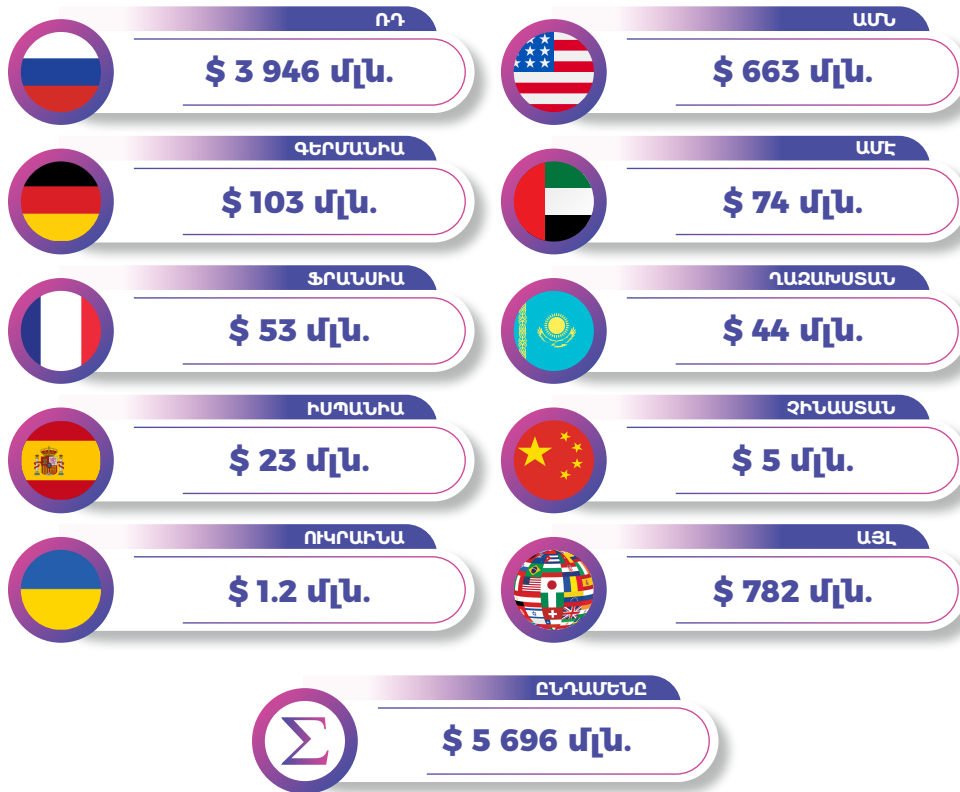 ՌԴ
$ 3 946 մլն.
ԱՄՆ
$ 663 մլն.
ԳԵՐՄԱՆԻԱ
$ 103 մլն.
ԱՄԷ
$ 74 մլն.
ՖՐԱՆՍԻԱ
$ 53 մլն.
ՂԱԶԱԽՍՏԱՆ
$ 44 մլն.
ԻՍՊԱՆԻԱ
$ 23 մլն.
ՉԻՆԱՍՏԱՆ
$ 5 մլն.
ՈՒԿՐԱԻՆԱ
$ 1.2 մլն.
ԱՅԼ
$ 782 մլն.
ԸՆԴԱՄԵՆԸ
Σ
$ 5 696 մլն.